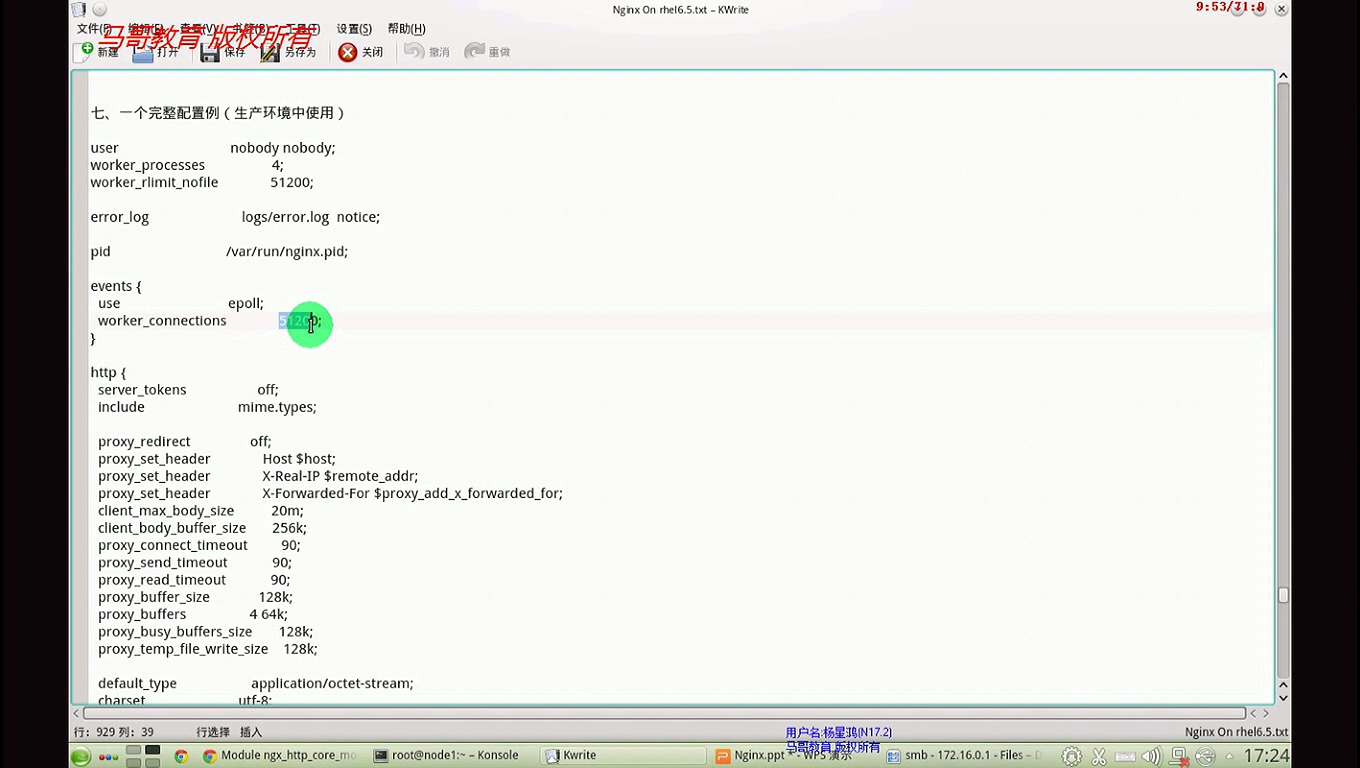 Nginx On rhel6.5.txt – KWrite
9:53/71:8
文件(F) 编辑(E) 查看(V) 书签(B) 工具(T) 设置(S) 帮助(H)
马哥教育 版权所有
新建 打开 保存 另存为 关闭 撤消 重做
七、一个完整配置例（生产环境中使用）
user nobody nobody;
worker_processes 4;
worker_rlimit_nofile 51200;
error_log logs/error.log notice;
pid /var/run/nginx.pid;
events {
use epoll;
worker_connections 51200;
}
http {
server_tokens off;
include mime.types;
proxy_redirect off;
proxy_set_header Host $host;
proxy_set_header X-Real-IP $remote_addr;
proxy_set_header X-Forwarded-For $proxy_add_x_forwarded_for;
client_max_body_size 20m;
client_body_buffer_size 256k;
proxy_connect_timeout 90;
proxy_send_timeout 90;
proxy_read_timeout 90;
proxy_buffer_size 128k;
proxy_buffers 4 64k;
proxy_busy_buffers_size 128k;
proxy_temp_file_write_size 128k;
default_type application/octet-stream;
charset utf-8;
行: 929 列: 39 行选择 插入
用户名:杨星鸿(N17.2)
Nginx On rhel6.5.txt
马哥教育 版权所有
Module ngx_http_core_mo root@node1:~ – Konsole Kwrite Nginx.ppt * - WPS 演示 smb – 172.16.0.1 - Files – 17:24